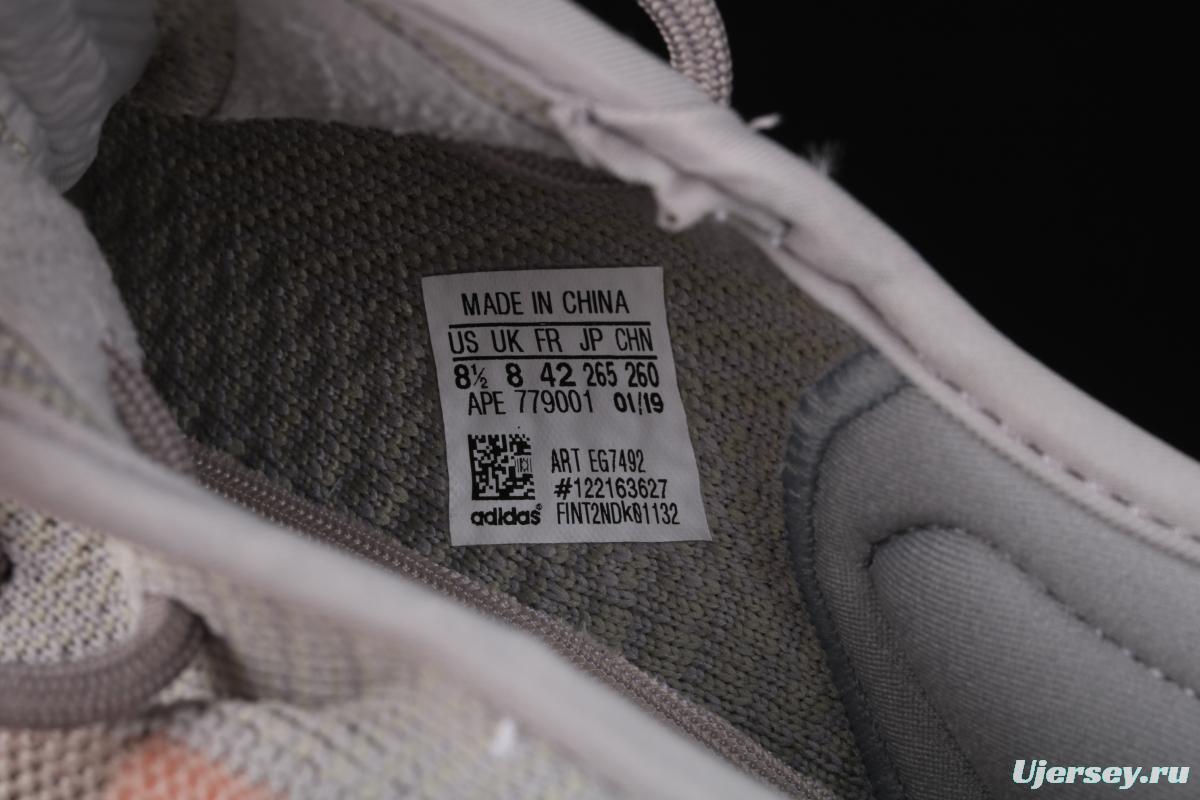 MADE IN CHINA
US UK FR JP CHN
8½ 8 42 265 260
APE 779001 01/19
ART EG7492
#122163627
adidas® FINT2NDK01132
Ujersey.ru